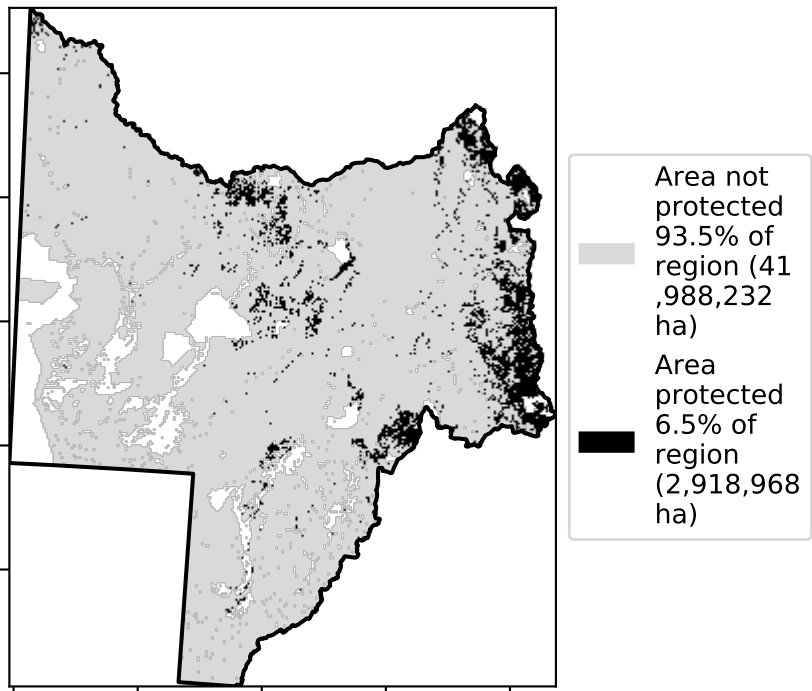 Area not
protected
93.5% of
region (41
,988,232
ha)
Area
protected
6.5% of
region
(2,918,968
ha)